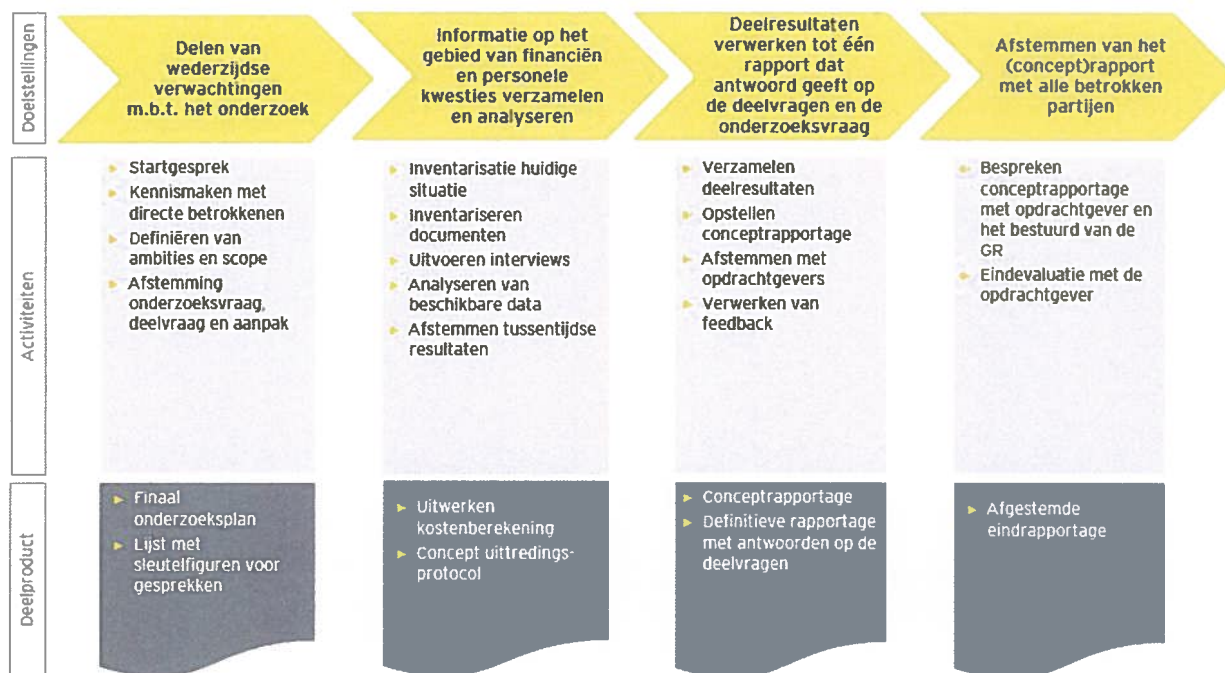 Doelstellingen
Delen van
wederzijdse
verwachtingen
m.b.t. het onderzoek
Informatie op het
gebied van financiën
en personele
kwesties verzamelen
en analyseren
Deelresultaten
verwerken tot één
rapport dat
antwoord geeft op
de deelvragen en de
onderzoeksvraag
Afstemmen van het
(concept)rapport
met alle betrokken
partijen
Activiteiten
Startgesprek
Kennismaken met
directe betrokkenen
Definiëren van
ambities en scope
Afstemming
onderzoeksvraag,
deelvraag en aanpak
Inventarisatie huidige
situatie
Inventariseren
documenten
Uitvoeren interviews
Analyseren van
beschikbare data
Afstemmen tussentijdse
resultaten
Verzamelen
deelresultaten
Opstellen
conceptrapportage
Afstemmen met
opdrachtgevers
Verwerken van
feedback
Bespreken
conceptrapportage
met opdrachtgever en
het bestuurd van de
GR
Eindevaluatie met de
opdrachtgever
Deelproduct
Finaal
onderzoeksplan
Lijst met
sleutelfiguren voor
gesprekken
Uitwerken
kostenberekening
Concept uittredings-
protocol
Conceptrapportage
Definitieve rapportage
met antwoorden op de
deelvragen
Afgestemde
eindrapportage